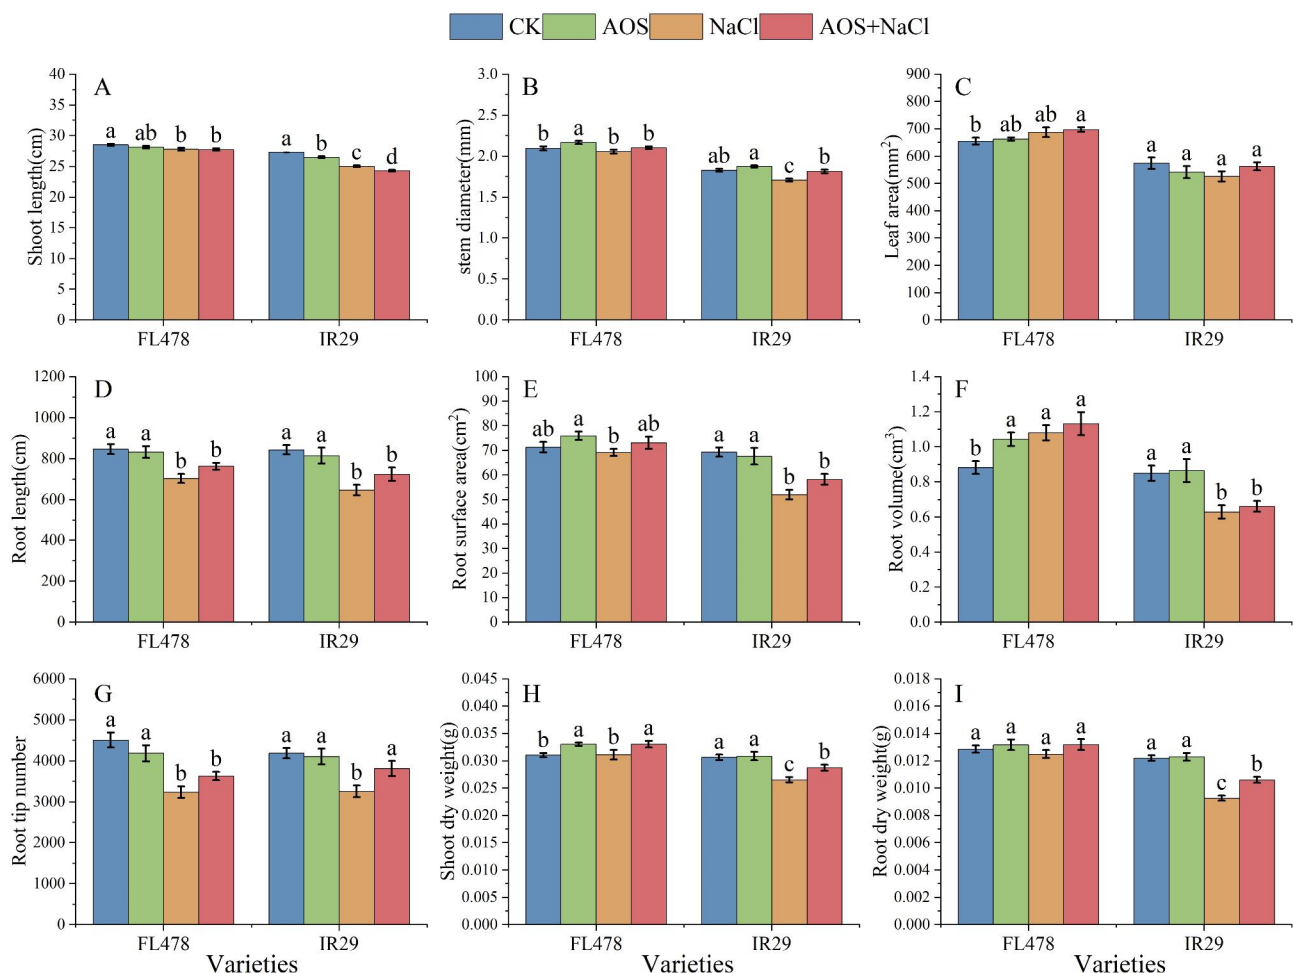 CK AOS NaCl AOS+NaCl
A
Shoot length(cm)
40
35
30
25
20
15
10
5
0
a ab b b
a b c d
FL478 IR29
B
stem diameter(mm)
3.0
2.5
2.0
1.5
1.0
0.5
0.0
b a b b
ab a c b
FL478 IR29
C
Leaf area(mm2)
900
800
700
600
500
400
300
200
100
0
b ab ab a
a a a a
FL478 IR29
D
Root length(cm)
1200
1000
800
600
400
200
0
a a b b
a a b b
FL478 IR29
E
Root surface area(cm2)
100
90
80
70
60
50
40
30
20
10
0
ab a b ab
a a b b
FL478 IR29
F
Root volume(cm3)
1.4
1.2
1.0
0.8
0.6
0.4
0.2
0.0
b a a a
a a b b
FL478 IR29
G
Root tip number
6000
5000
4000
3000
2000
1000
0
a a b b
a a b a
FL478 IR29
Varieties
H
Shoot dty weight(g)
0.045
0.040
0.035
0.030
0.025
0.020
0.015
0.010
0.005
0.000
b a b a
a a c b
FL478 IR29
Varieties
I
Root dry weight(g)
0.018
0.016
0.014
0.012
0.010
0.008
0.006
0.004
0.002
0.000
a a a a
a a c b
FL478 IR29
Varieties